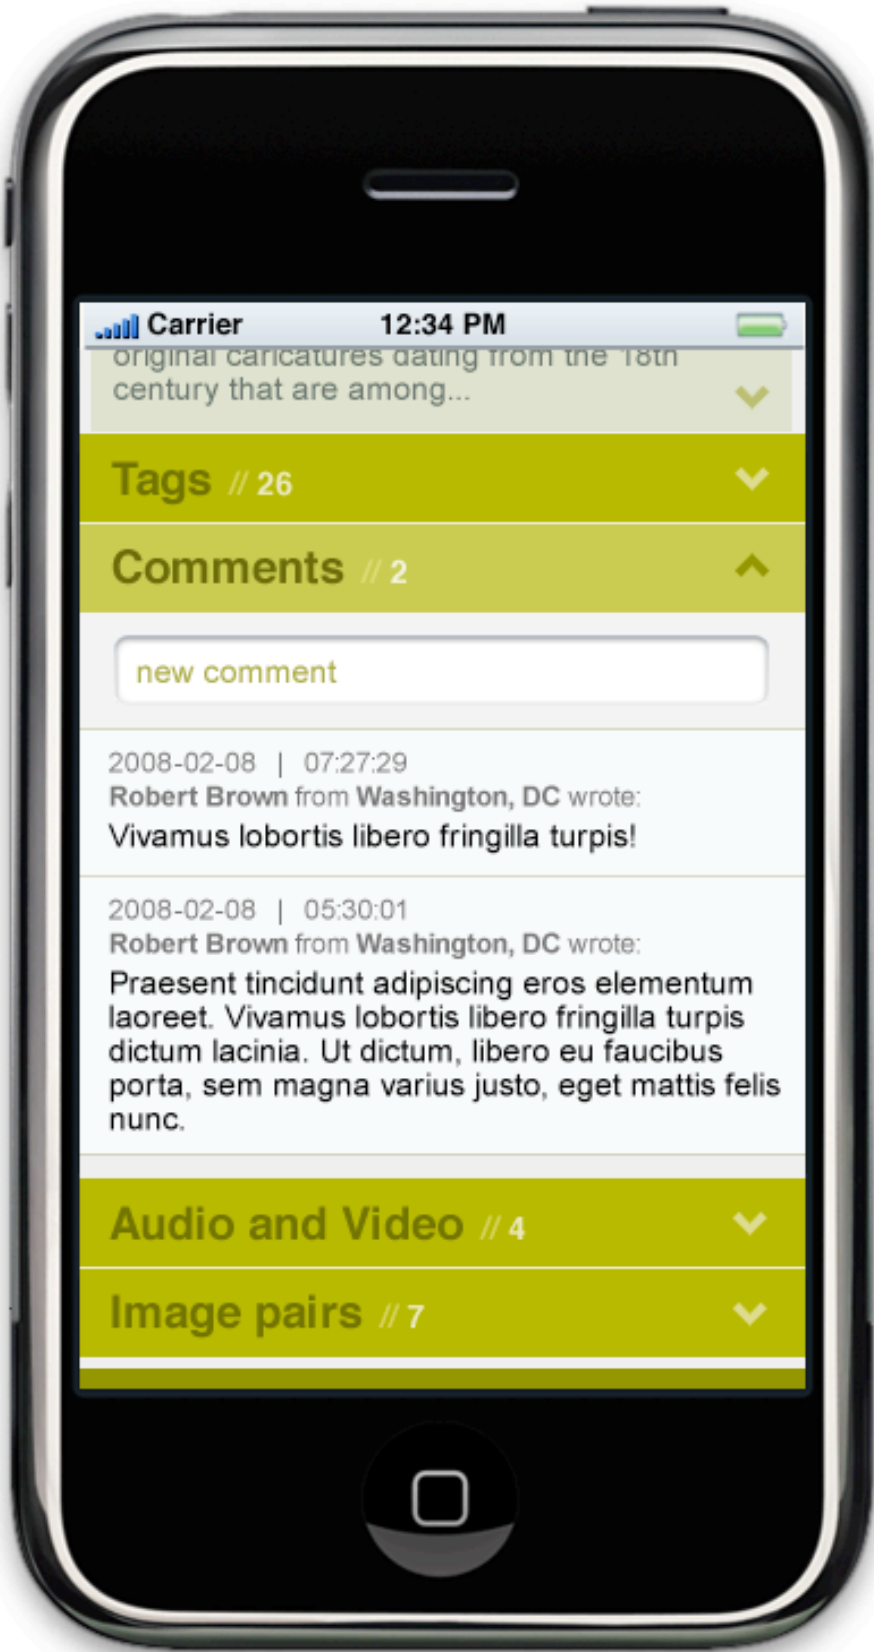 Carrier 12:34 PM
original caricatures dating from the 18th
century that are among...
Tags // 26
Comments // 2
new comment
2008-02-08 | 07:27:29
Robert Brown from Washington, DC wrote:
Vivamus lobortis libero fringilla turpis!
2008-02-08 | 05:30:01
Robert Brown from Washington, DC wrote:
Praesent tincidunt adipiscing eros elementum
laoreet. Vivamus lobortis libero fringilla turpis
dictum lacinia. Ut dictum, libero eu faucibus
porta, sem magna varius justo, eget mattis felis
nunc.
Audio and Video // 4
Image pairs // 7